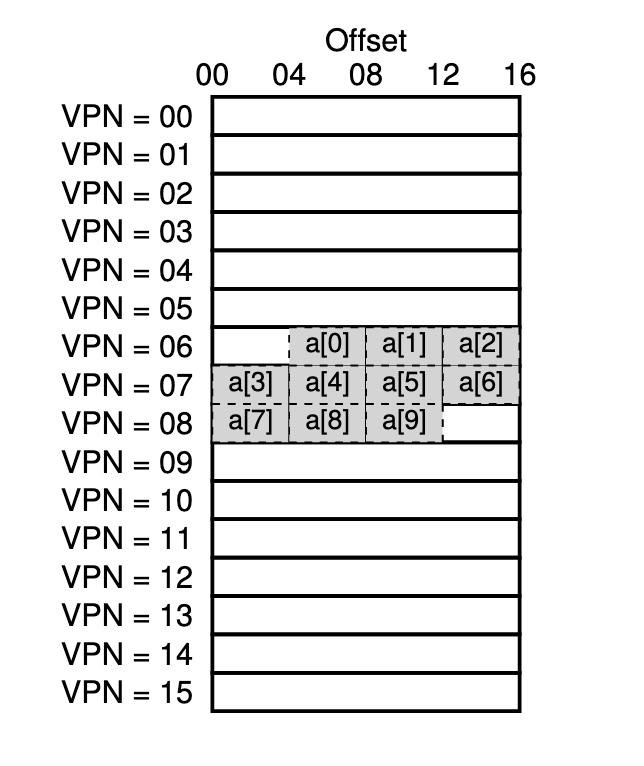 Offset
00 04 08 12 16
VPN = 00
VPN = 01
VPN = 02
VPN = 03
VPN = 04
VPN = 05
VPN = 06 a[0] a[1] a[2]
VPN = 07 a[3] a[4] a[5] a[6]
VPN = 08 a[7] a[8] a[9]
VPN = 09
VPN = 10
VPN = 11
VPN = 12
VPN = 13
VPN = 14
VPN = 15